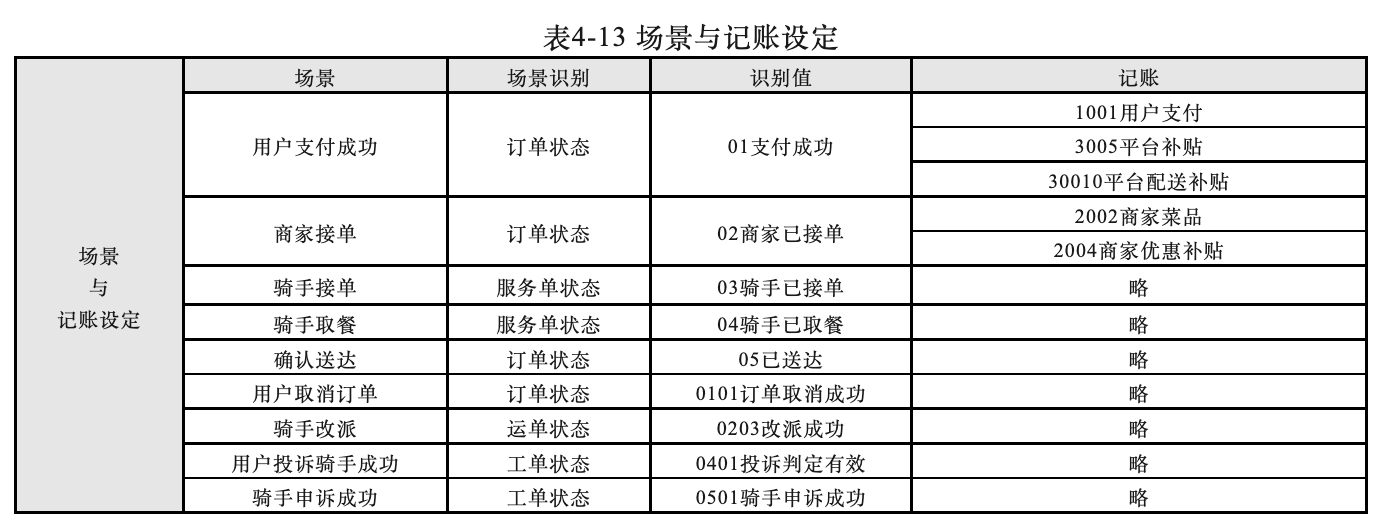 表4-13 场景与记账设定
场景 场景识别 识别值 记账
场景
与
记账设定
用户支付成功 订单状态 01支付成功
1001用户支付
3005平台补贴
30010平台配送补贴
商家接单 订单状态 02商家已接单
2002商家菜品
2004商家优惠补贴
骑手接单 服务单状态 03骑手已接单 略
骑手取餐 服务单状态 04骑手已取餐 略
确认送达 订单状态 05已送达 略
用户取消订单 订单状态 0101订单取消成功 略
骑手改派 运单状态 0203改派成功 略
用户投诉骑手成功 工单状态 0401投诉判定有效 略
骑手申诉成功 工单状态 0501骑手申诉成功 略